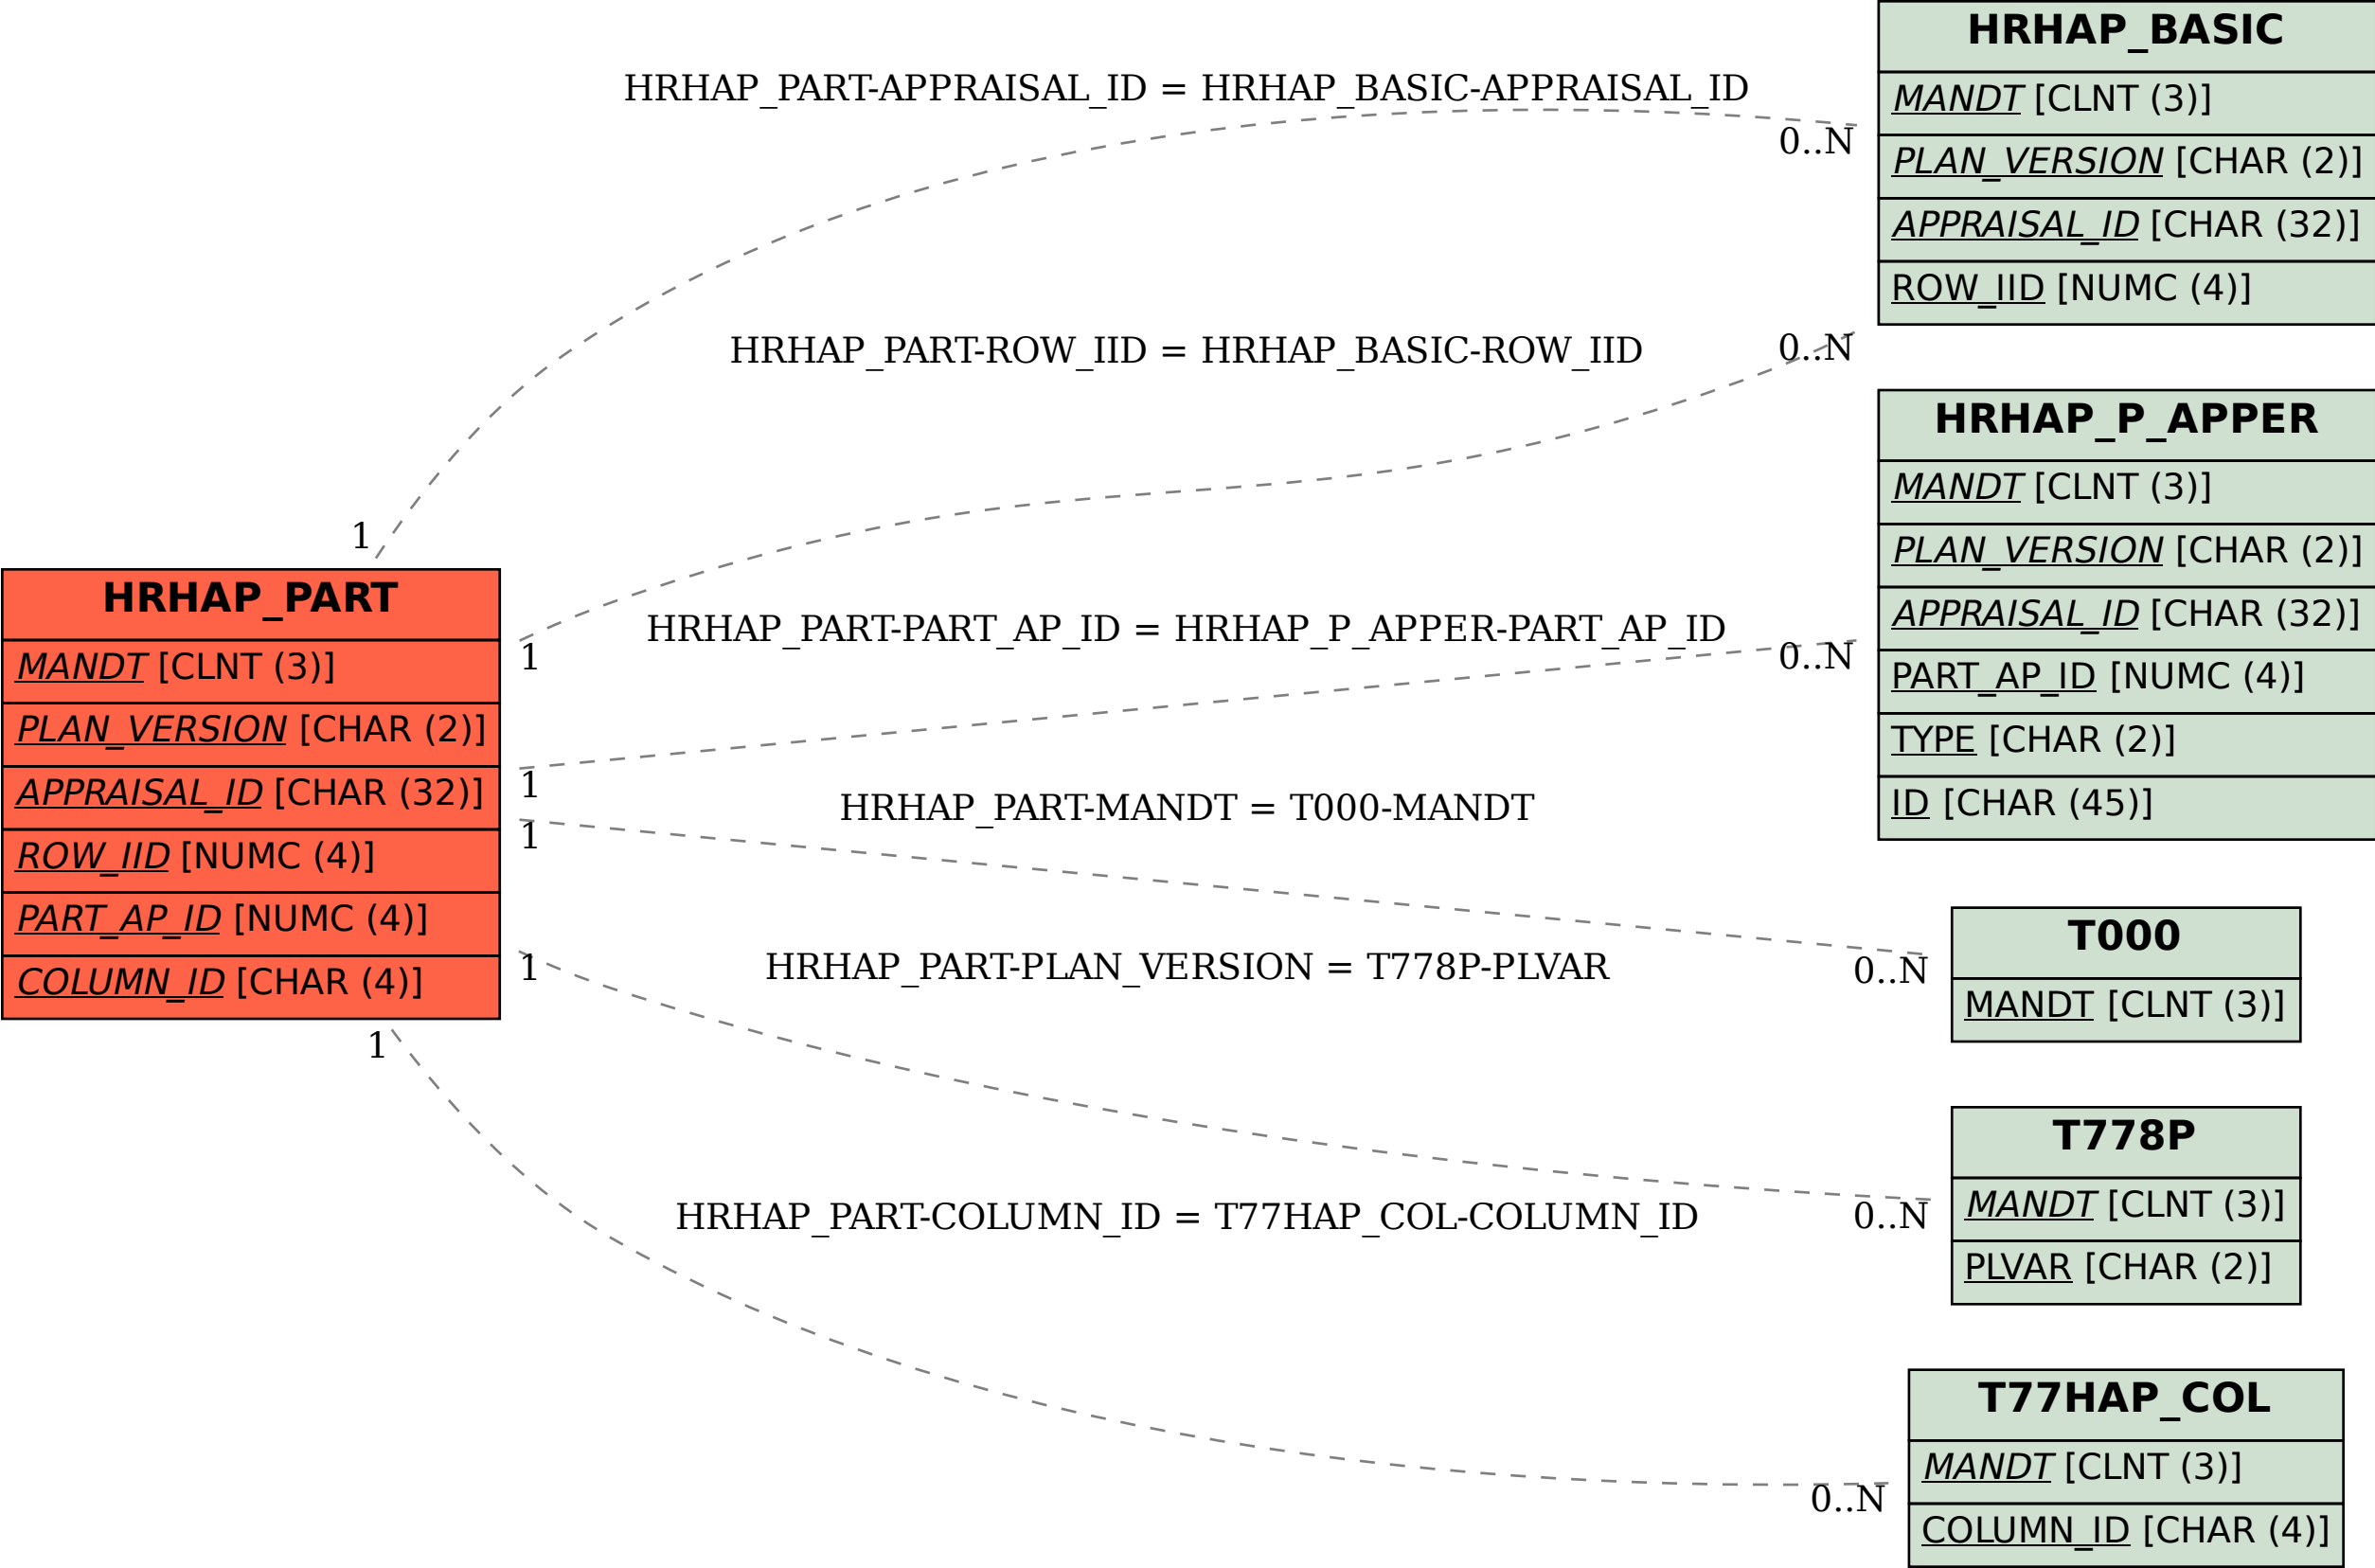 HRHAP_BASIC
MANDT [CLNT (3)]
PLAN_VERSION [CHAR (2)]
APPRAISAL_ID [CHAR (32)]
ROW_IID [NUMC (4)]
HRHAP_PART-APPRAISAL_ID = HRHAP_BASIC-APPRAISAL_ID
0..N
1
HRHAP_PART-ROW_IID = HRHAP_BASIC-ROW_IID
0..N
1
HRHAP_P_APPER
MANDT [CLNT (3)]
PLAN_VERSION [CHAR (2)]
APPRAISAL_ID [CHAR (32)]
PART_AP_ID [NUMC (4)]
TYPE [CHAR (2)]
ID [CHAR (45)]
HRHAP_PART
MANDT [CLNT (3)]
PLAN_VERSION [CHAR (2)]
APPRAISAL_ID [CHAR (32)]
ROW_IID [NUMC (4)]
PART_AP_ID [NUMC (4)]
COLUMN_ID [CHAR (4)]
HRHAP_PART-PART_AP_ID = HRHAP_P_APPER-PART_AP_ID
0..N
1
HRHAP_PART-MANDT = T000-MANDT
1
0..N
T000
MANDT [CLNT (3)]
HRHAP_PART-PLAN_VERSION = T778P-PLVAR
1
0..N
T778P
MANDT [CLNT (3)]
PLVAR [CHAR (2)]
HRHAP_PART-COLUMN_ID = T77HAP_COL-COLUMN_ID
1
0..N
T77HAP_COL
MANDT [CLNT (3)]
COLUMN_ID [CHAR (4)]